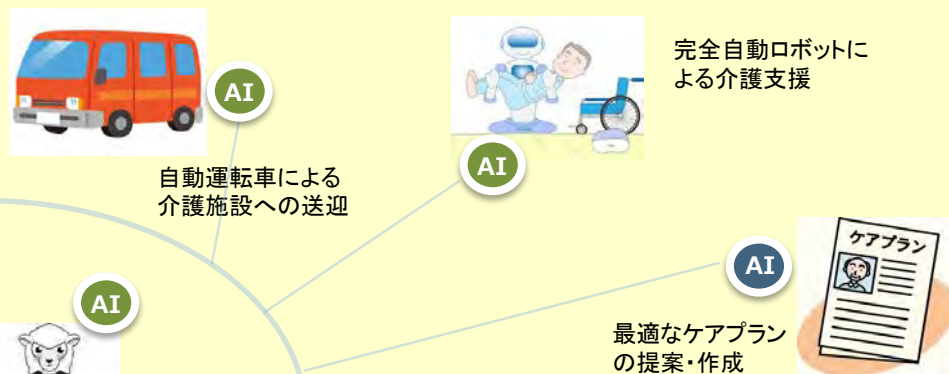 AI
完全自動ロボットに
よる介護支援
AI
自動運転車による
介護施設への送迎
AI
ケアプラン
AI
最適なケアプラン
の提案・作成